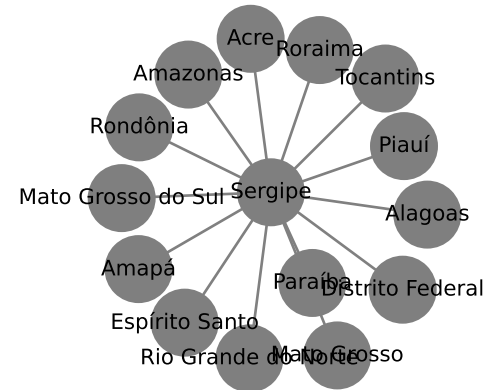 Acre
Roraima
Amazonas
Tocantins
Rondônia
Piauí
Mato Grosso do Sul
Sergipe
Alagoas
Amapá
Paraíba
Distrito Federal
Espírito Santo
Rio Grande do Norte
Mato Grosso